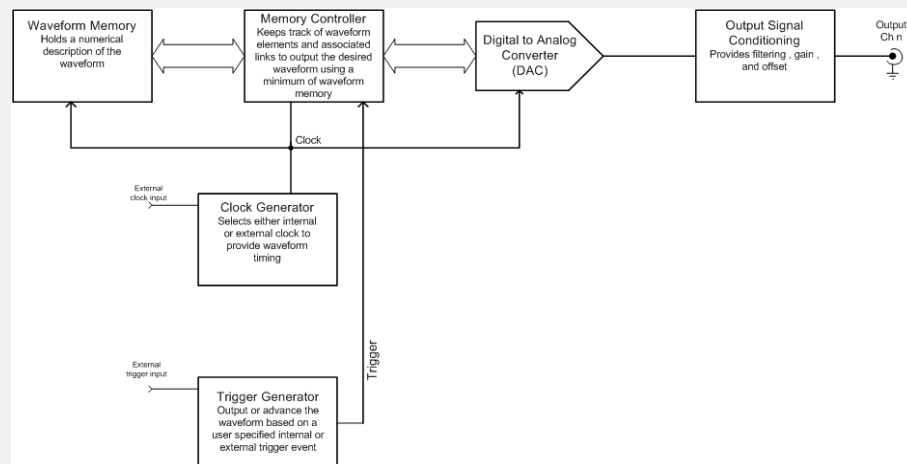 Waveform Memory
Holds a numerical
description of the
waveform
Memory Controller
Keeps track of waveform
elements and associated
links to output the desired
waveform using a
minimum of waveform
memory
Digital to Analog
Converter
(DAC)
Output Signal
Conditioning
Provides filtering , gain ,
and offset
Output
Ch n
Clock
External
clock input
Clock Generator
Selects either internal
or external clock to
provide waveform
timing
Trigger
External
trigger input
Trigger Generator
Output or advance the
waveform based on a
user specified internal or
external trigger event